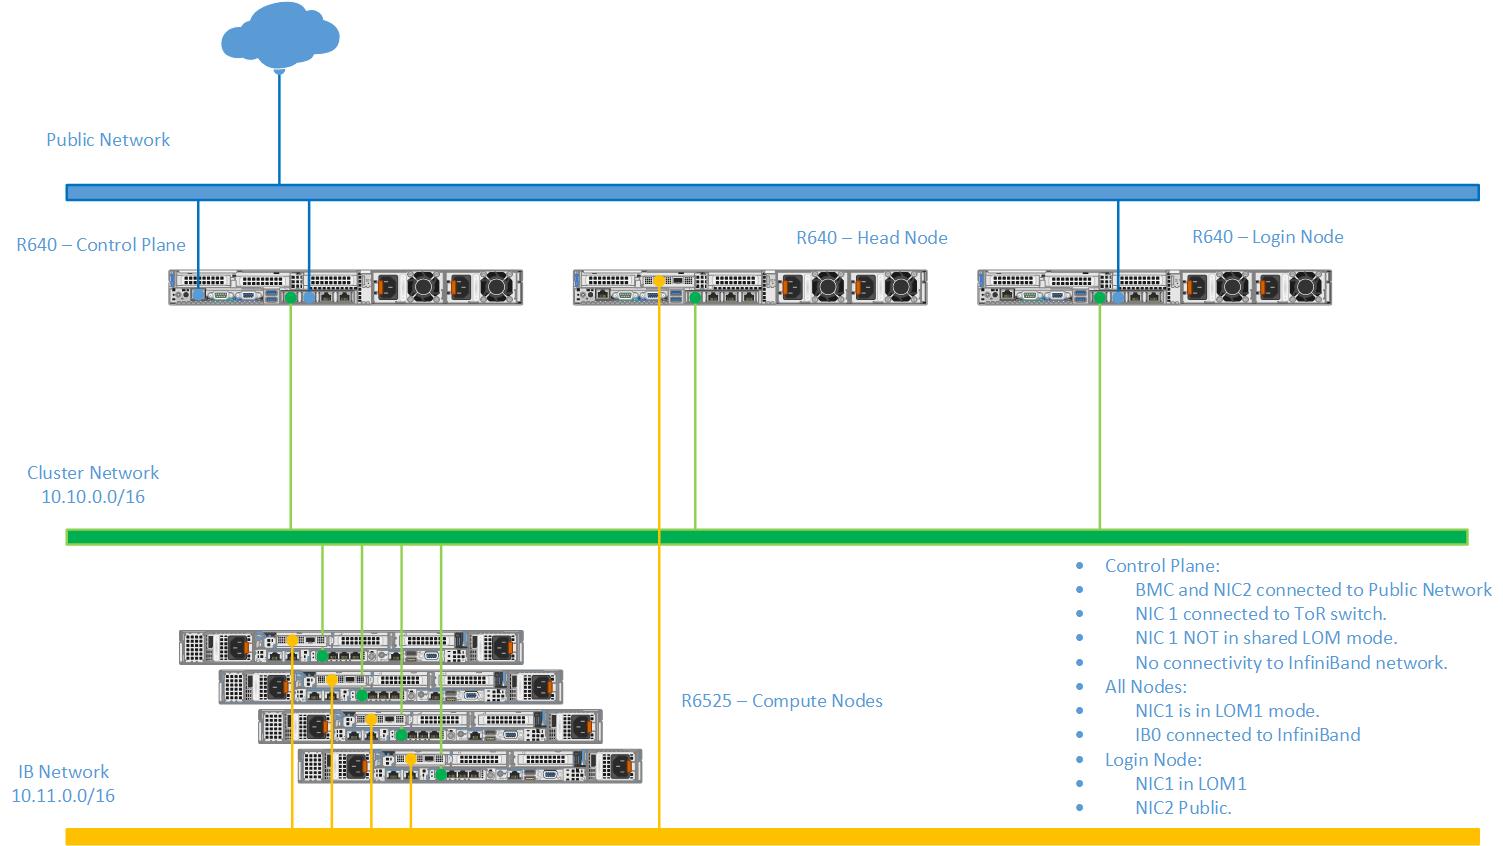 Public Network
R640 – Control Plane
R640 – Head Node
R640 – Login Node
Cluster Network
10.10.0.0/16
• Control Plane:
• BMC and NIC2 connected to Public Network
• NIC 1 connected to ToR switch.
• NIC 1 NOT in shared LOM mode.
• No connectivity to InfiniBand network.
• All Nodes:
• NIC1 is in LOM1 mode.
• IB0 connected to InfiniBand
• Login Node:
• NIC1 in LOM1
• NIC2 Public.
R6525 – Compute Nodes
IB Network
10.11.0.0/16